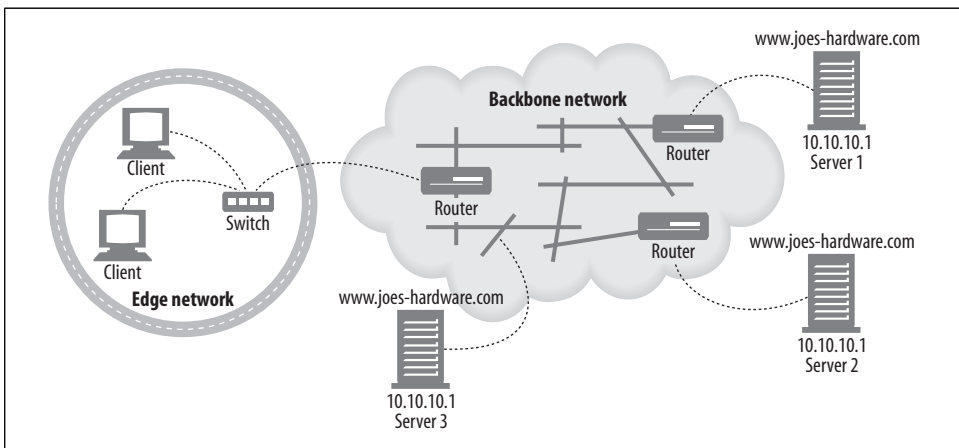 Client
Client
Switch
Edge network
Backbone network
Router
Router
Router
www.joes-hardware.com
10.10.10.1
Server 1
www.joes-hardware.com
10.10.10.1
Server 2
www.joes-hardware.com
10.10.10.1
Server 3